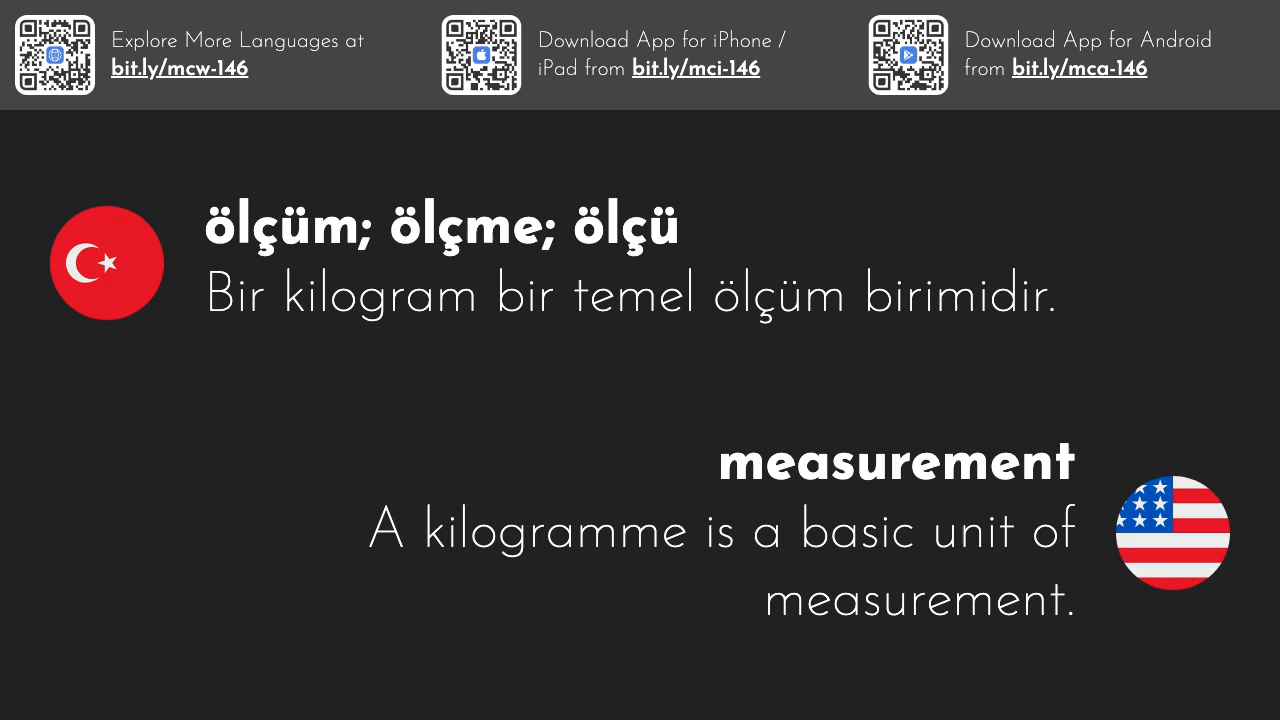 Explore More Languages at
bit.ly/mcw-146
Download App for iPhone /
iPad from bit.ly/mci-146
Download App for Android
from bit.ly/mca-146
ölçüm; ölçme; ölçü
Bir kilogram bir temel ölçüm birimidir.
measurement
A kilogramme is a basic unit of
measurement.